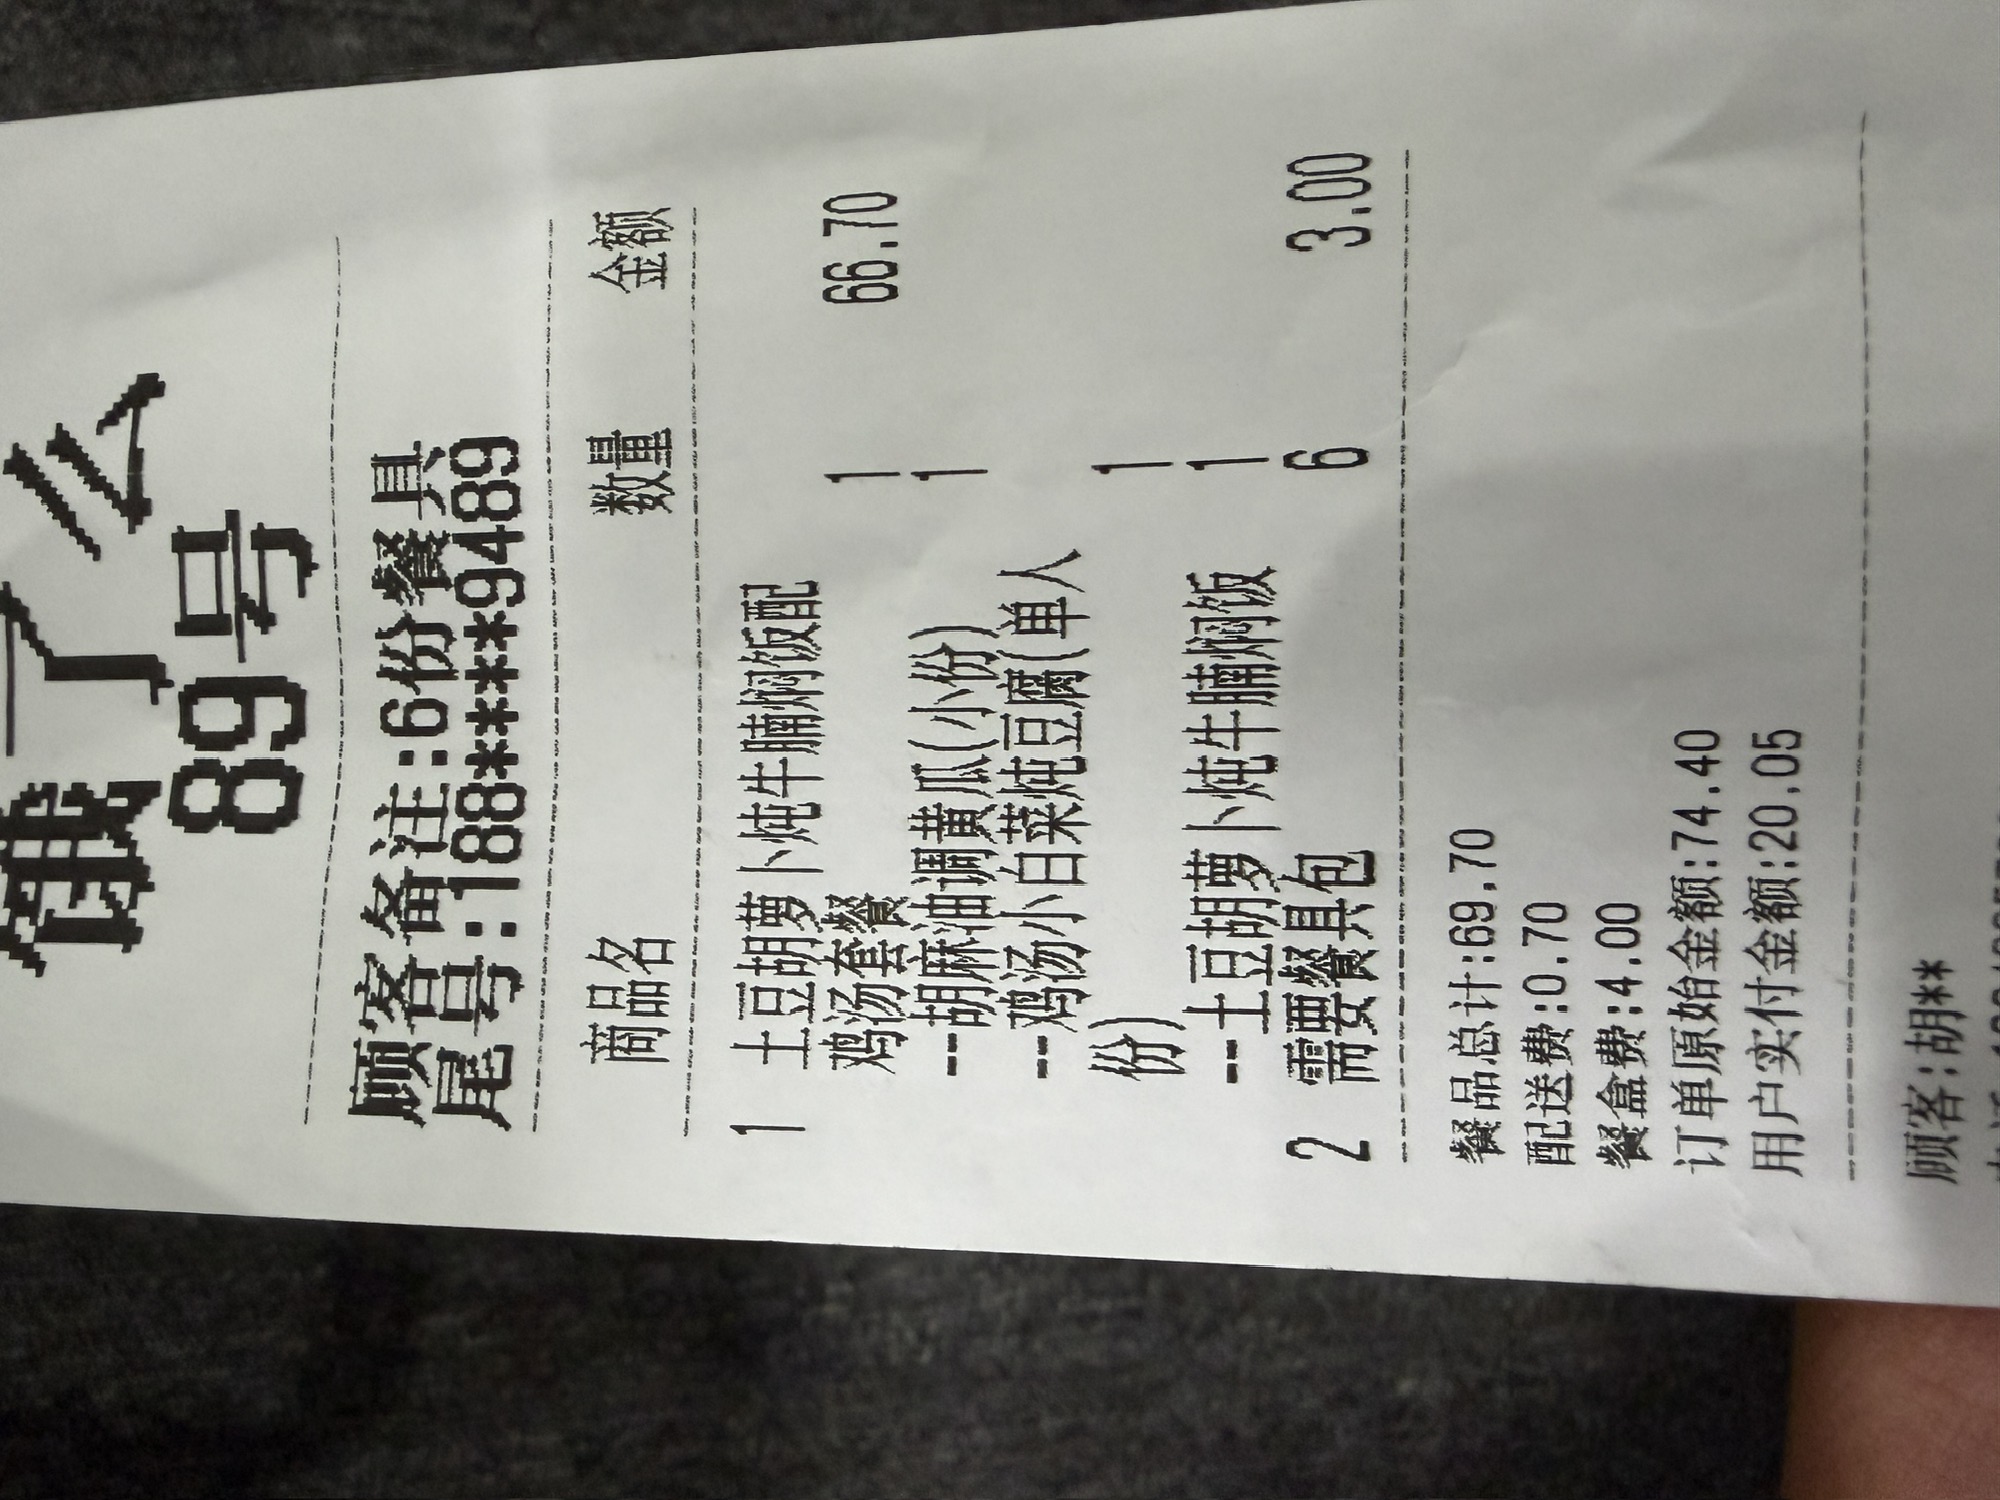 饿了么
89号
顾客备注:6份餐具
尾号:188****9489
商品名 数量 金额
1 土豆胡萝卜炖牛腩焖饭配
鸡汤套餐 1 66.70
--胡麻油调黄瓜(小份) 1
--鸡汤小白菜炖豆腐(单人
份) 1
--土豆胡萝卜炖牛腩焖饭 1
2 需要餐具包 6 3.00
餐品总计:69.70
配送费:0.70
餐盒费:4.00
订单原始金额:74.40
用户实付金额:20.05
顾客:胡**